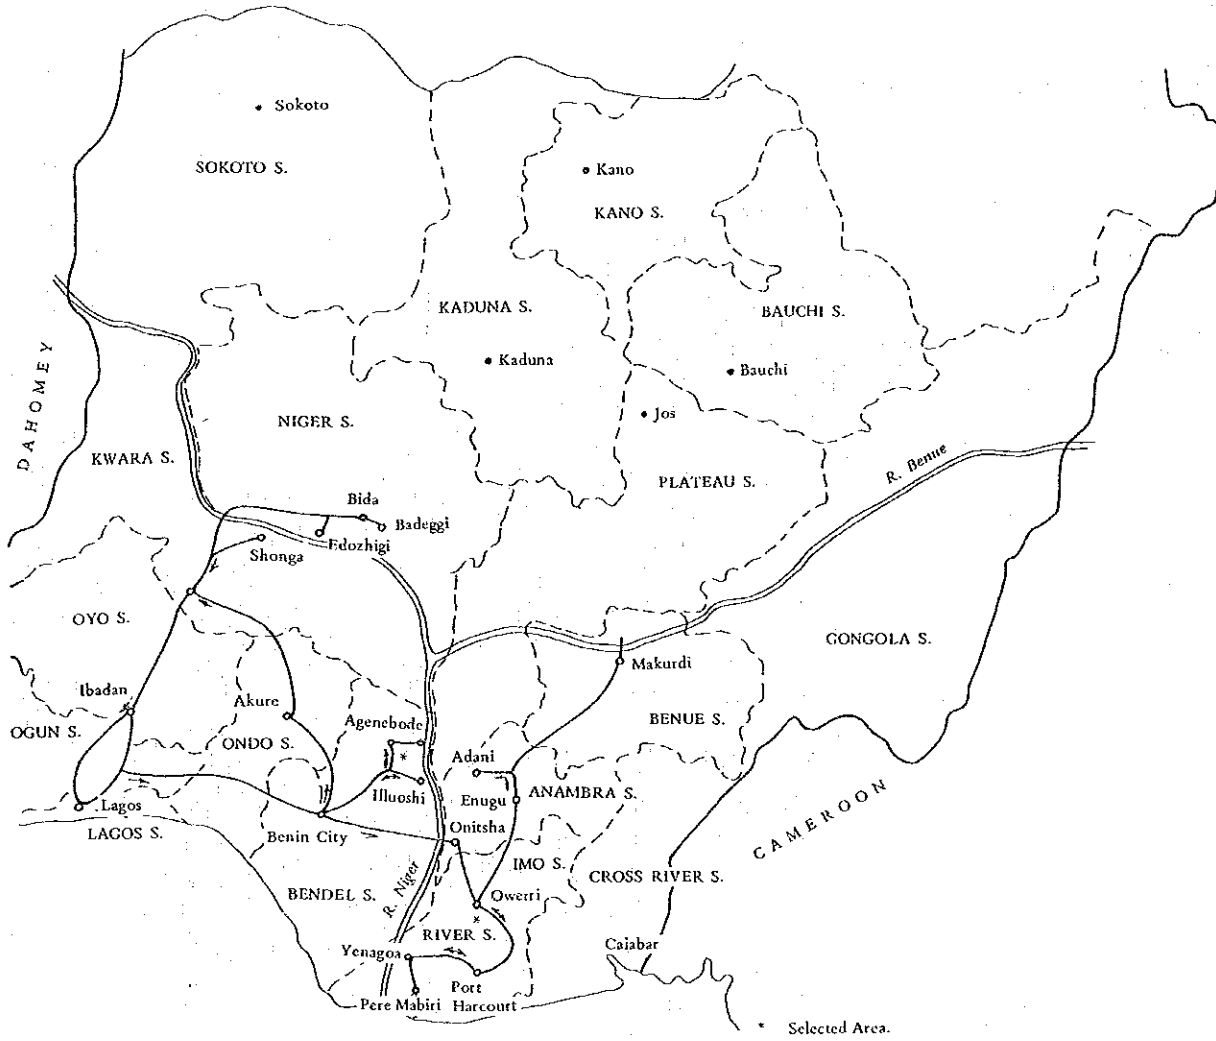 Sokoto
SOKOTO S.
Kano
KANO S.
KADUNA S.
BAUCHI S.
Kaduna
Bauchi
DAHOMEY
Jos
NIGER S.
KWARA S.
R. Benue
PLATEAU S.
Bida
Badeggi
Edozhigi
Shonga
OYO S.
GONGOLA S.
Makurdi
Ibadan
Akure
Agenebode
BENUE S.
OGUN S.
ONDO S.
Adani
*
Illuoshi
Enugu
ANAMBRA S.
Lagos
LAGOS S.
Benin City
Onitsha
CAMEROON
IMO S.
CROSS RIVER S.
BENDEL S.
R. Niger
Owerri
*
RIVER S.
Yenagoa
Caiabar
Port
Harcourt
Pere Mabiri
* Selected Area.